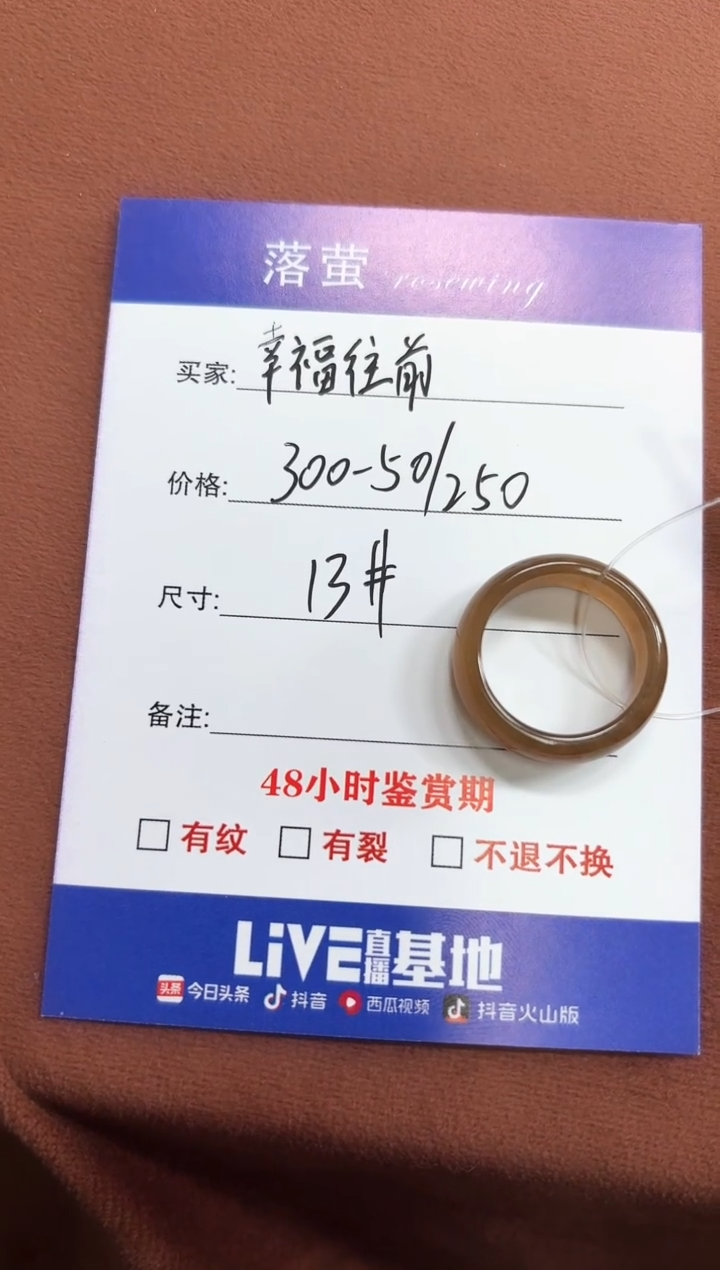 落萤 rosewing
买家: 幸福往前
价格: 300-50/250
尺寸: 13#
备注:
48小时鉴赏期
有纹 有裂 不退不换
LiVE直播基地
头条 今日头条 抖音 西瓜视频 抖音火山版